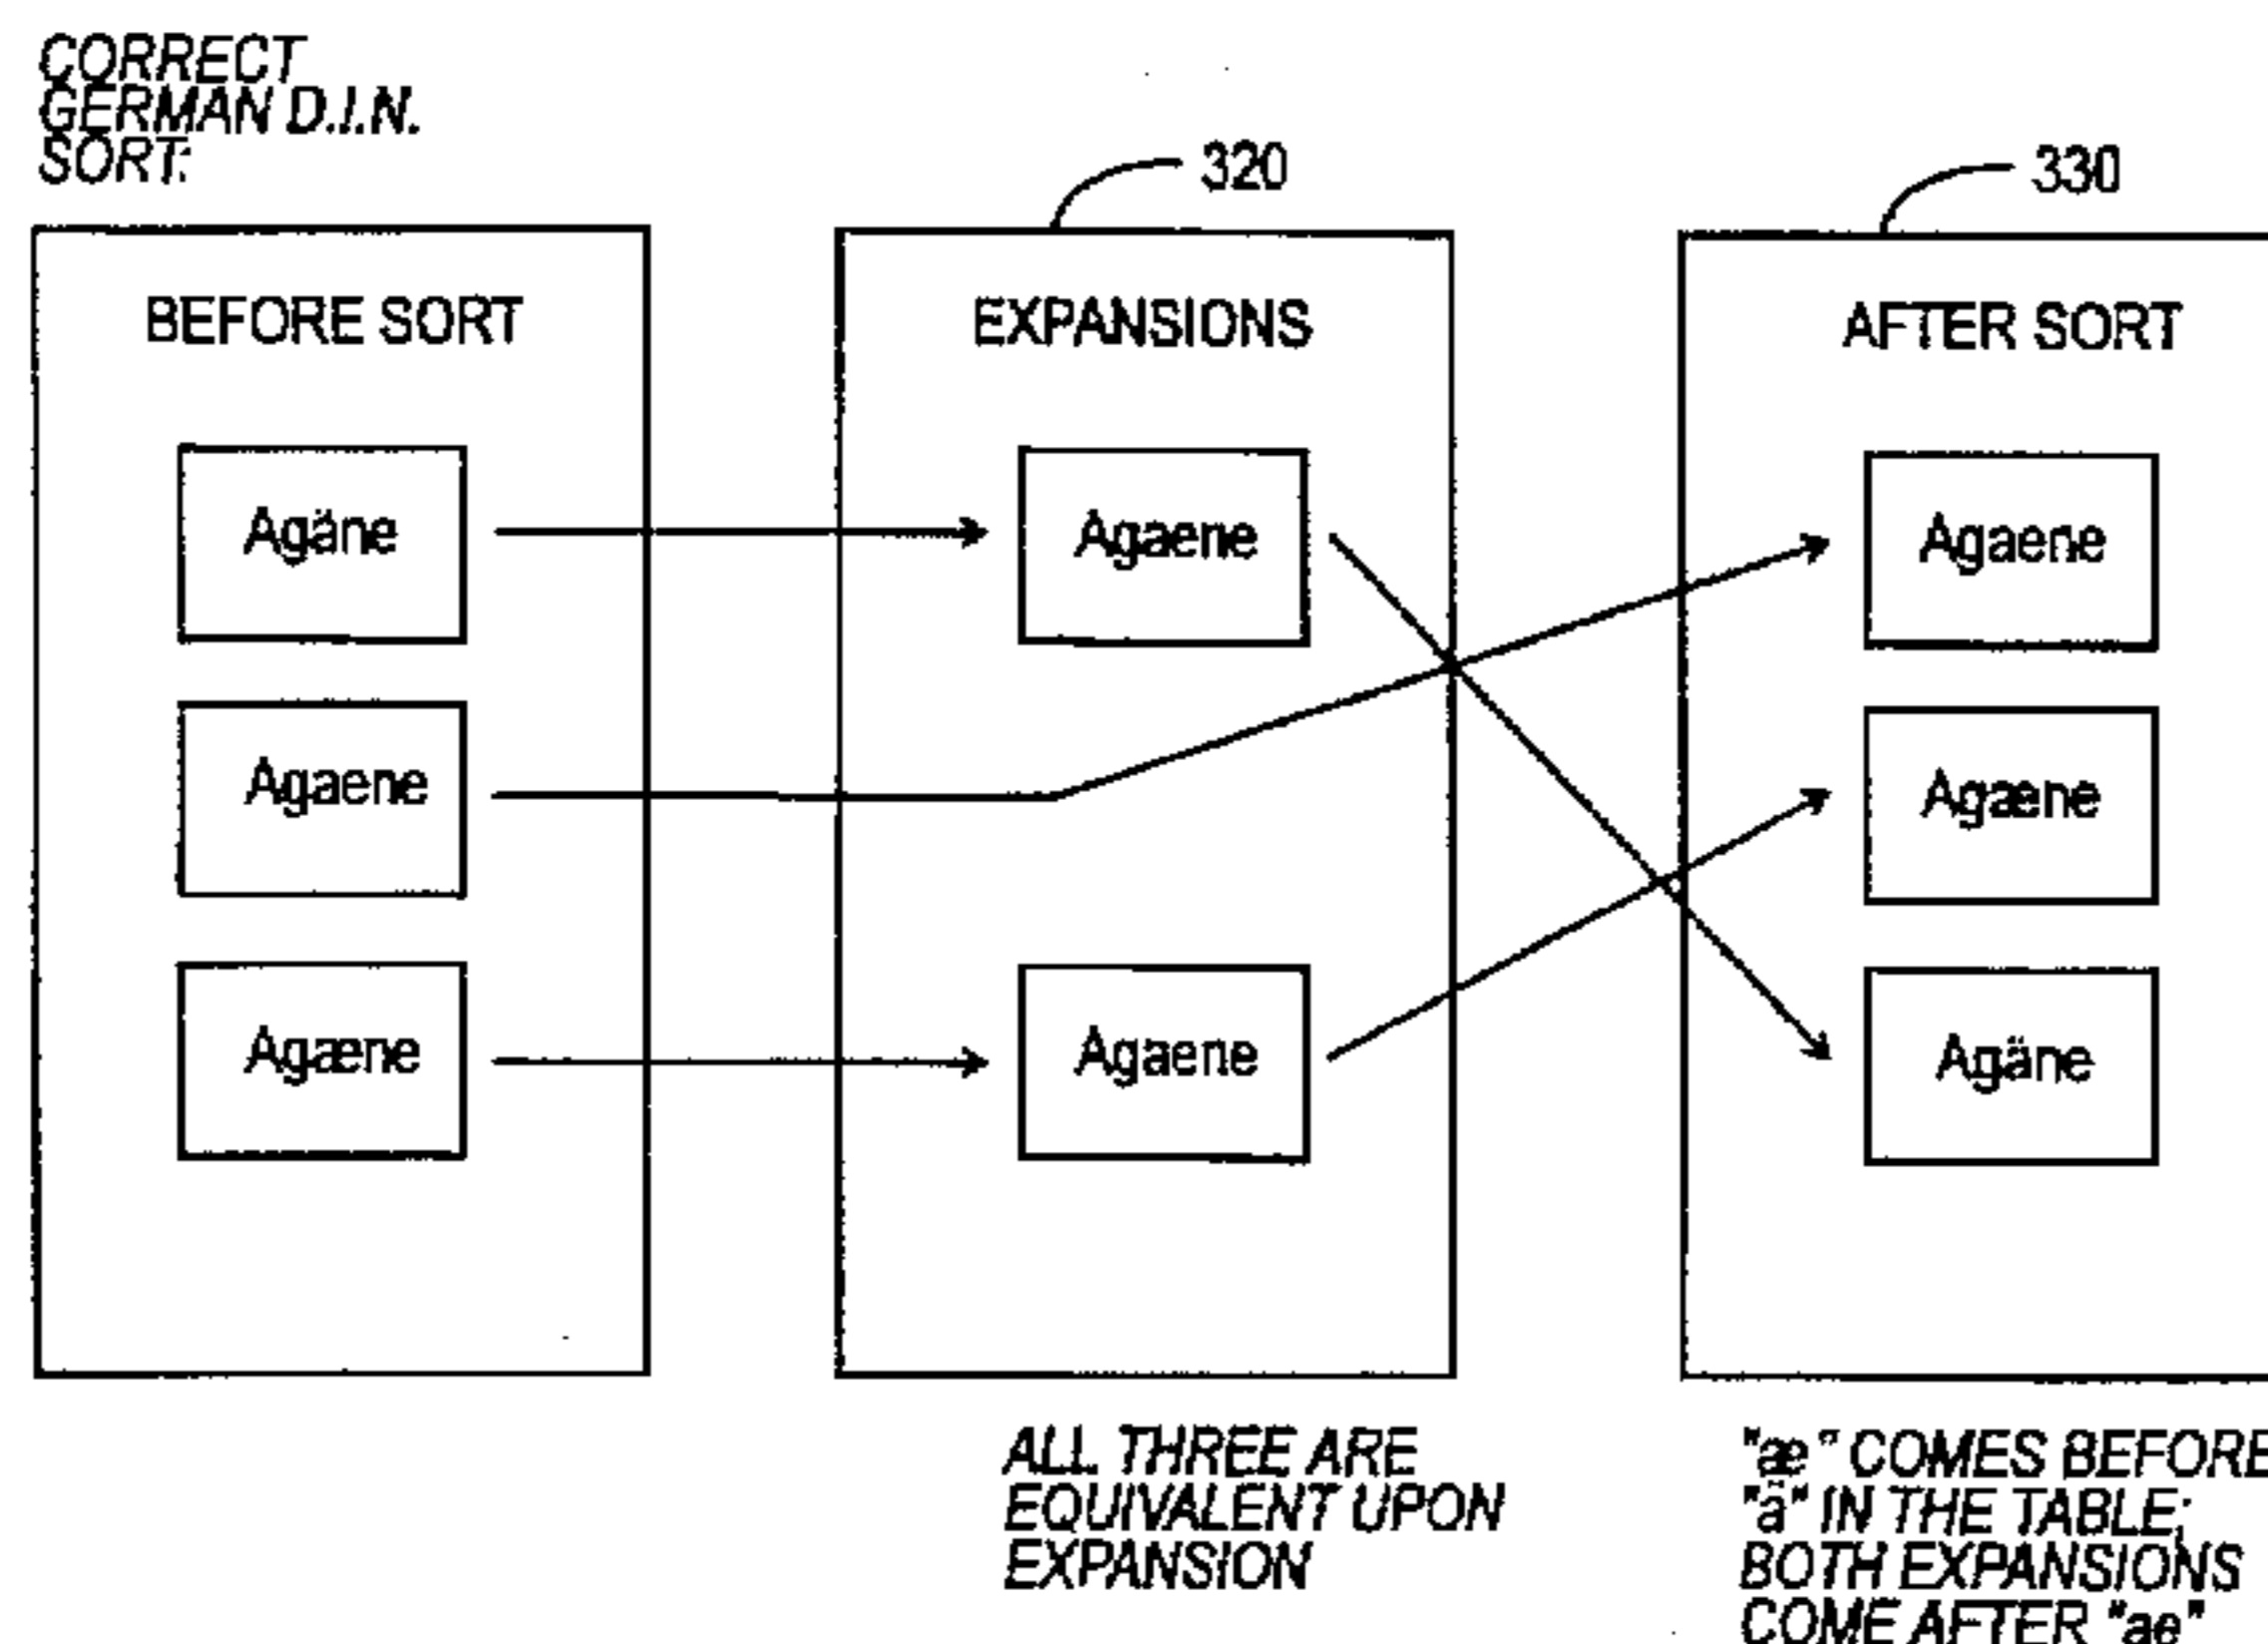 CORRECT
GERMAN D.I.N.
SORT:
320
330
BEFORE SORT
EXPANSIONS
AFTER SORT
Agäne
Agaene
Agaene
Agaene
Agæne
Agæne
Agaene
Agäne
ALL THREE ARE
EQUIVALENT UPON
EXPANSION
"æ" COMES BEFORE
"ä" IN THE TABLE;
BOTH EXPANSIONS
COME AFTER "ae"